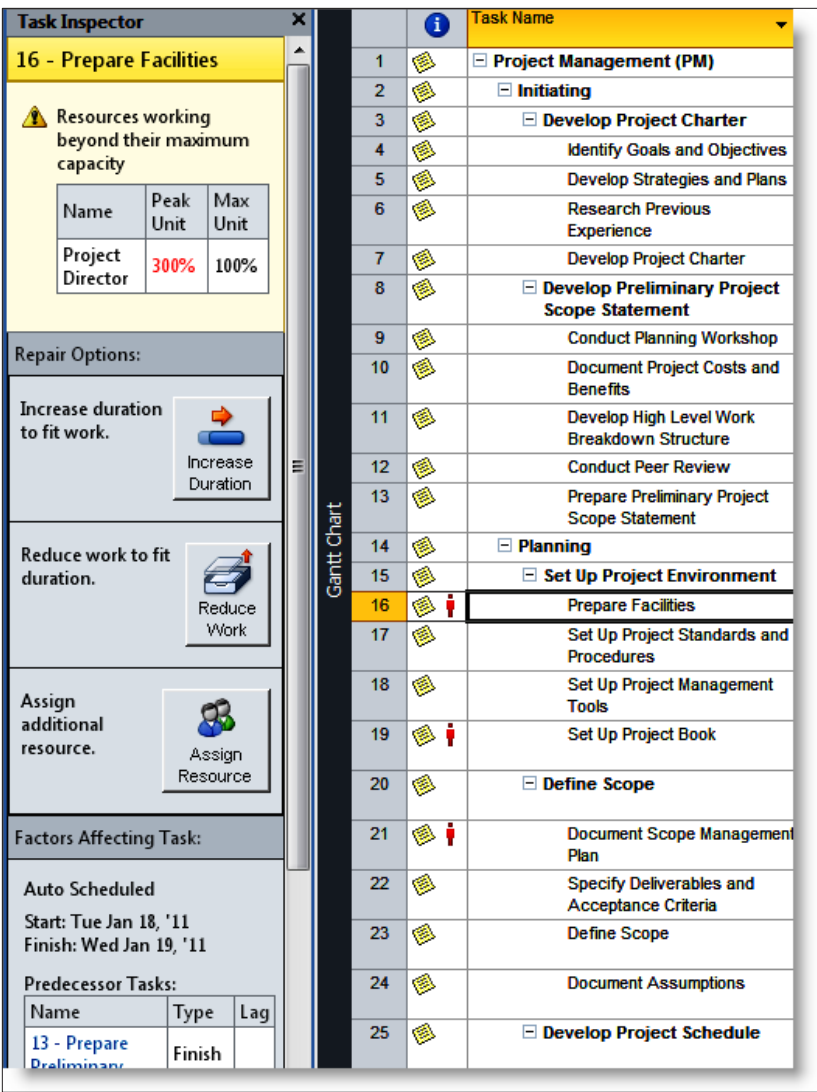 Task Inspector
16 - Prepare Facilities
Resources working
beyond their maximum
capacity
Name Peak Unit Max Unit
Project Director 300% 100%
Repair Options:
Increase duration
to fit work.
Increase
Duration
Reduce work to fit
duration.
Reduce
Work
Assign
additional
resource.
Assign
Resource
Factors Affecting Task:
Auto Scheduled
Start: Tue Jan 18, '11
Finish: Wed Jan 19, '11
Predecessor Tasks:
Name Type Lag
13 - Prepare Finish
Preliminary
Gantt Chart
Task Name
1 Project Management (PM)
2 Initiating
3 Develop Project Charter
4 Identify Goals and Objectives
5 Develop Strategies and Plans
6 Research Previous
Experience
7 Develop Project Charter
8 Develop Preliminary Project
Scope Statement
9 Conduct Planning Workshop
10 Document Project Costs and
Benefits
11 Develop High Level Work
Breakdown Structure
12 Conduct Peer Review
13 Prepare Preliminary Project
Scope Statement
14 Planning
15 Set Up Project Environment
16 Prepare Facilities
17 Set Up Project Standards and
Procedures
18 Set Up Project Management
Tools
19 Set Up Project Book
20 Define Scope
21 Document Scope Management
Plan
22 Specify Deliverables and
Acceptance Criteria
23 Define Scope
24 Document Assumptions
25 Develop Project Schedule